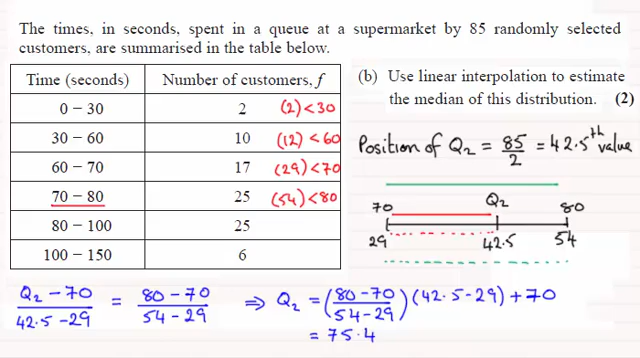 The times, in seconds, spent in a queue at a supermarket by 85 randomly selected
customers, are summarised in the table below.
Time (seconds) Number of customers, f
0 – 30 2 (2) < 30
30 – 60 10 (12) < 60
60 – 70 17 (29) < 70
70 – 80 25 (54) < 80
80 – 100 25
100 – 150 6
(b) Use linear interpolation to estimate
the median of this distribution. (2)
Position of Q₂ = 85/2 = 42.5th value
70 Q₂ 80
29 42.5 54
(Q₂ – 70)/(42.5 – 29) = (80 – 70)/(54 – 29) ⇒ Q₂ = ((80 – 70)/(54 – 29))(42.5 – 29) + 70
= 75.4